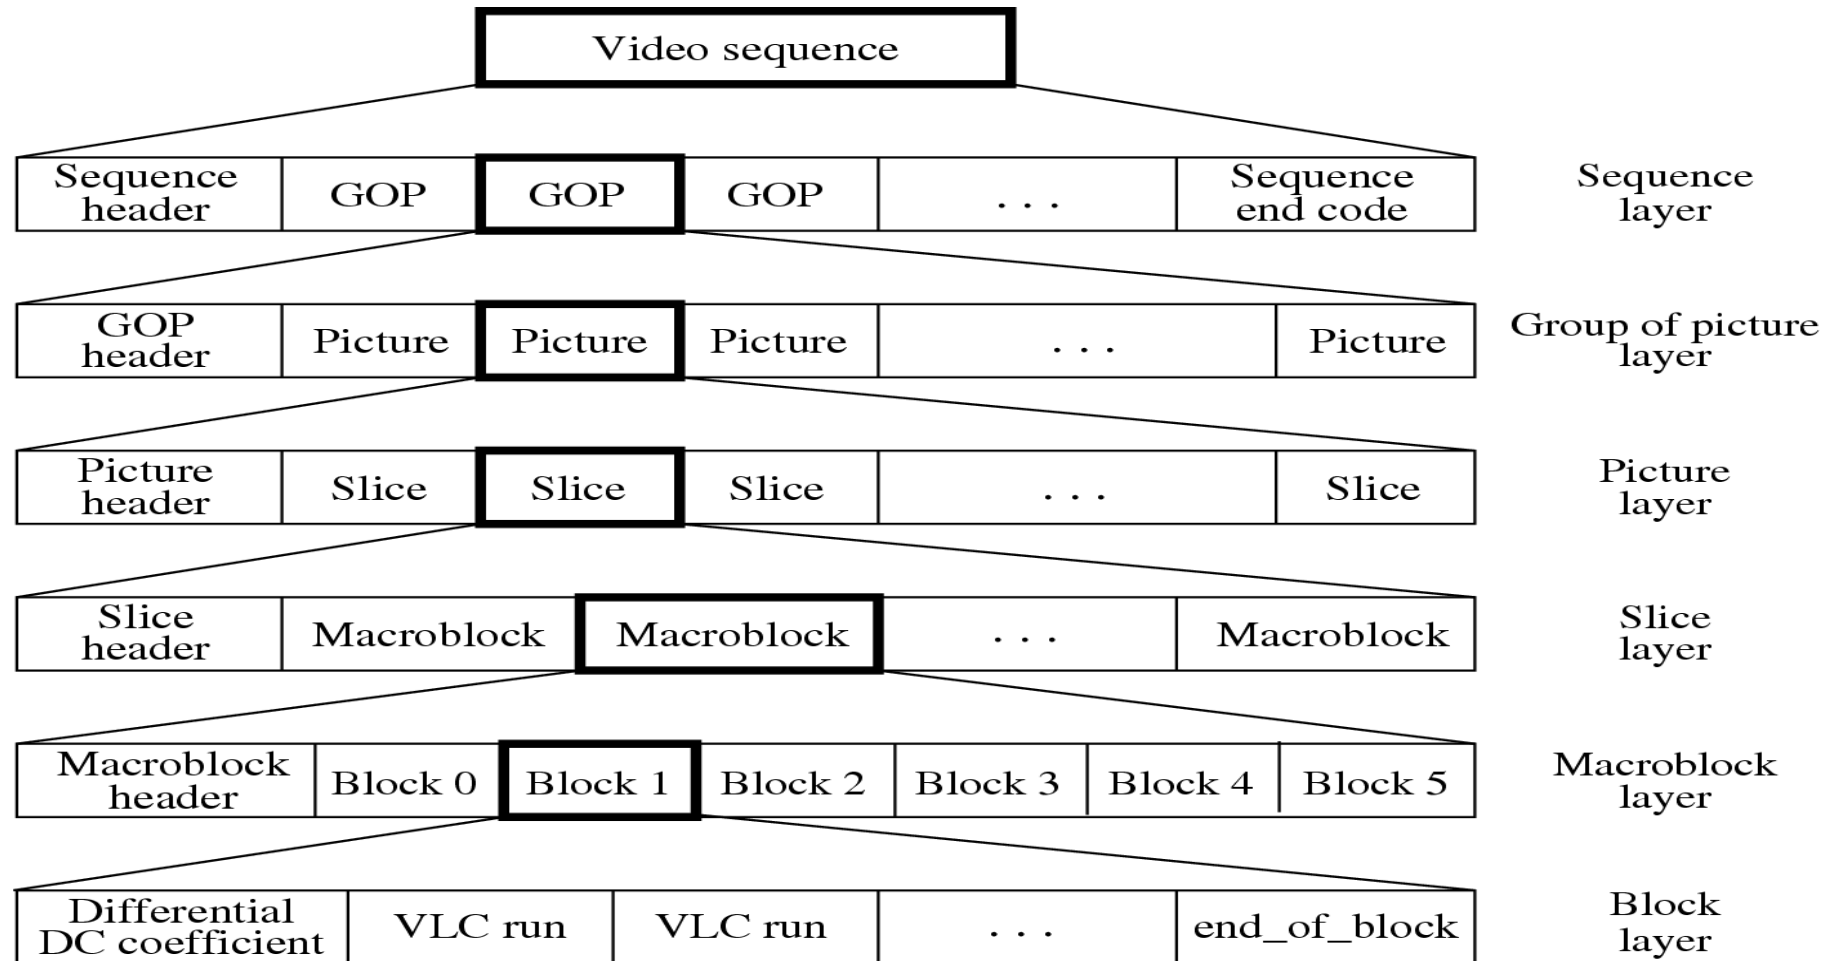 Video sequence
Sequence header
GOP
GOP
GOP
. . .
Sequence end code
Sequence layer
GOP header
Picture
Picture
Picture
. . .
Picture
Group of picture layer
Picture header
Slice
Slice
Slice
. . .
Slice
Picture layer
Slice header
Macroblock
Macroblock
. . .
Macroblock
Slice layer
Macroblock header
Block 0
Block 1
Block 2
Block 3
Block 4
Block 5
Macroblock layer
Differential DC coefficient
VLC run
VLC run
. . .
end_of_block
Block layer